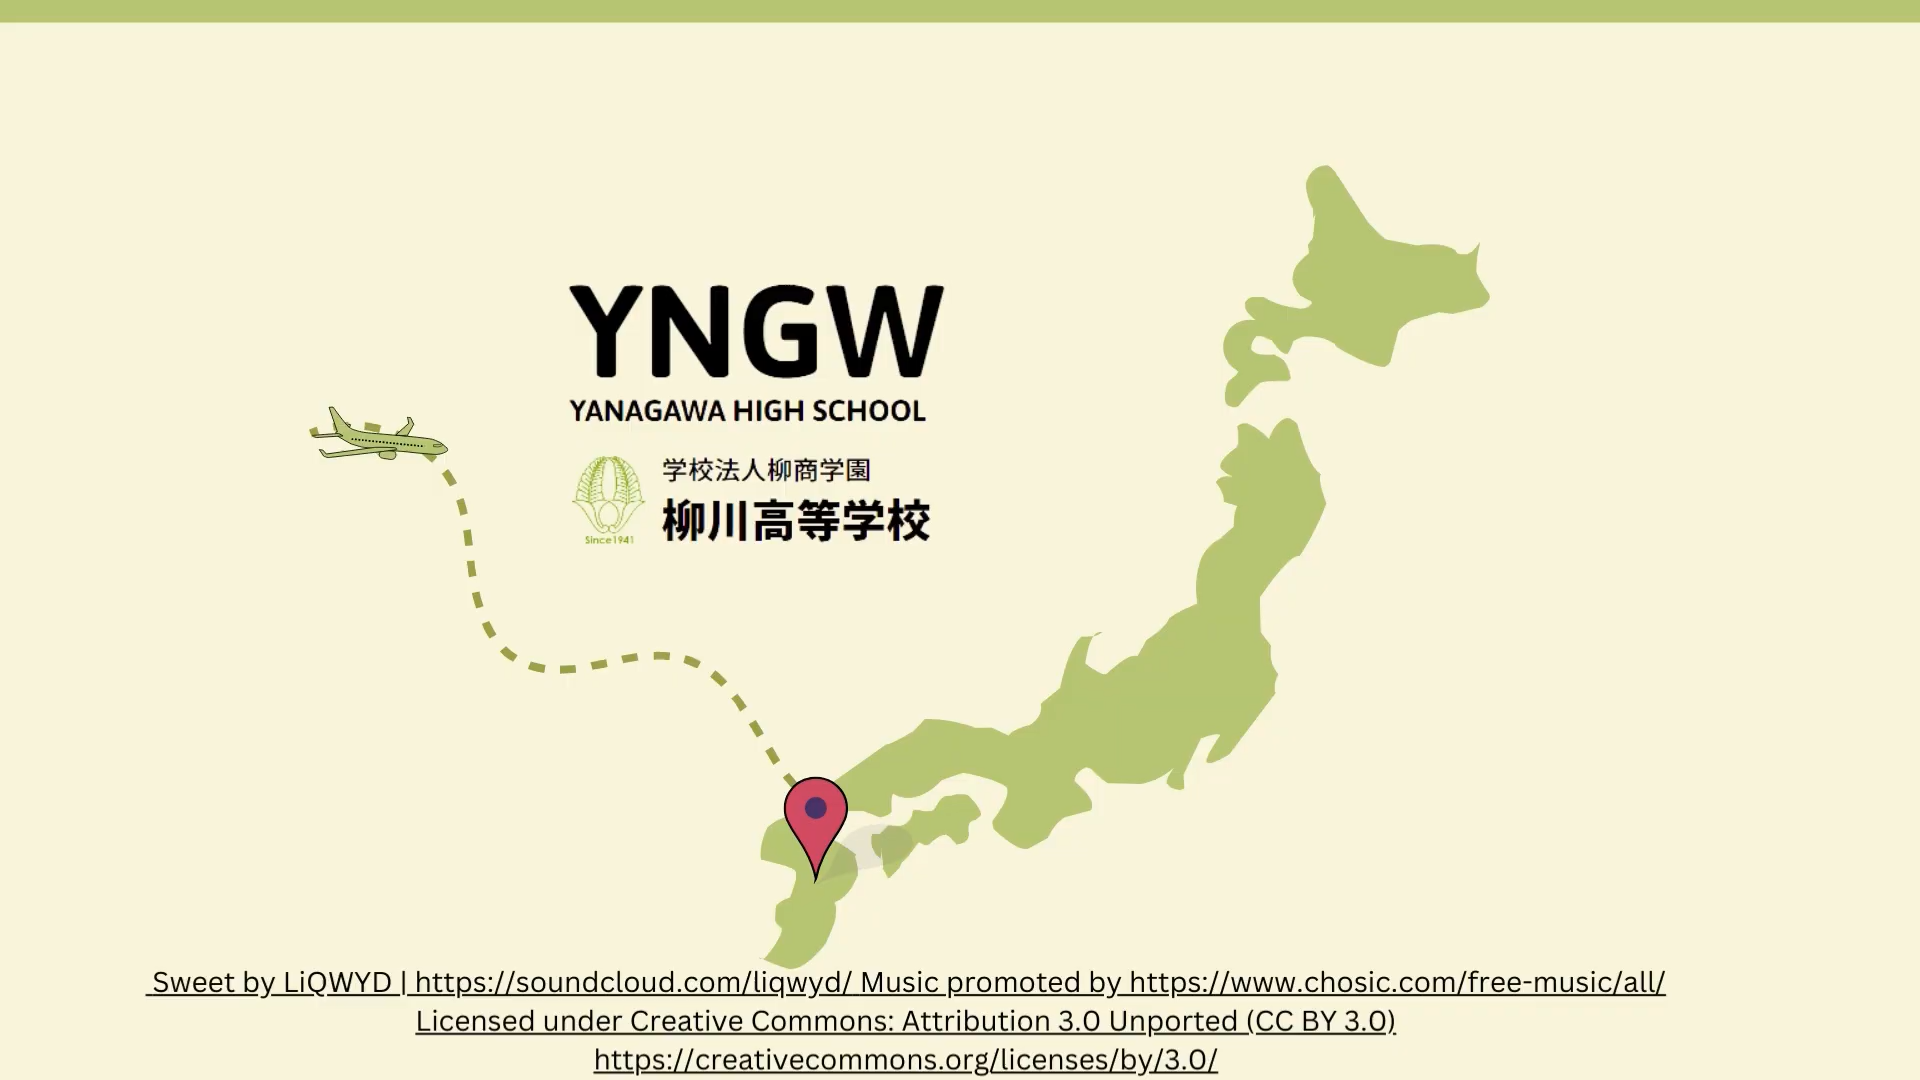 YNGW
YANAGAWA HIGH SCHOOL
学校法人柳商学園
柳川高等学校
Since1941
Sweet by LiQWYD | https://soundcloud.com/liqwyd/ Music promoted by https://www.chosic.com/free-music/all/
Licensed under Creative Commons: Attribution 3.0 Unported (CC BY 3.0)
https://creativecommons.org/licenses/by/3.0/